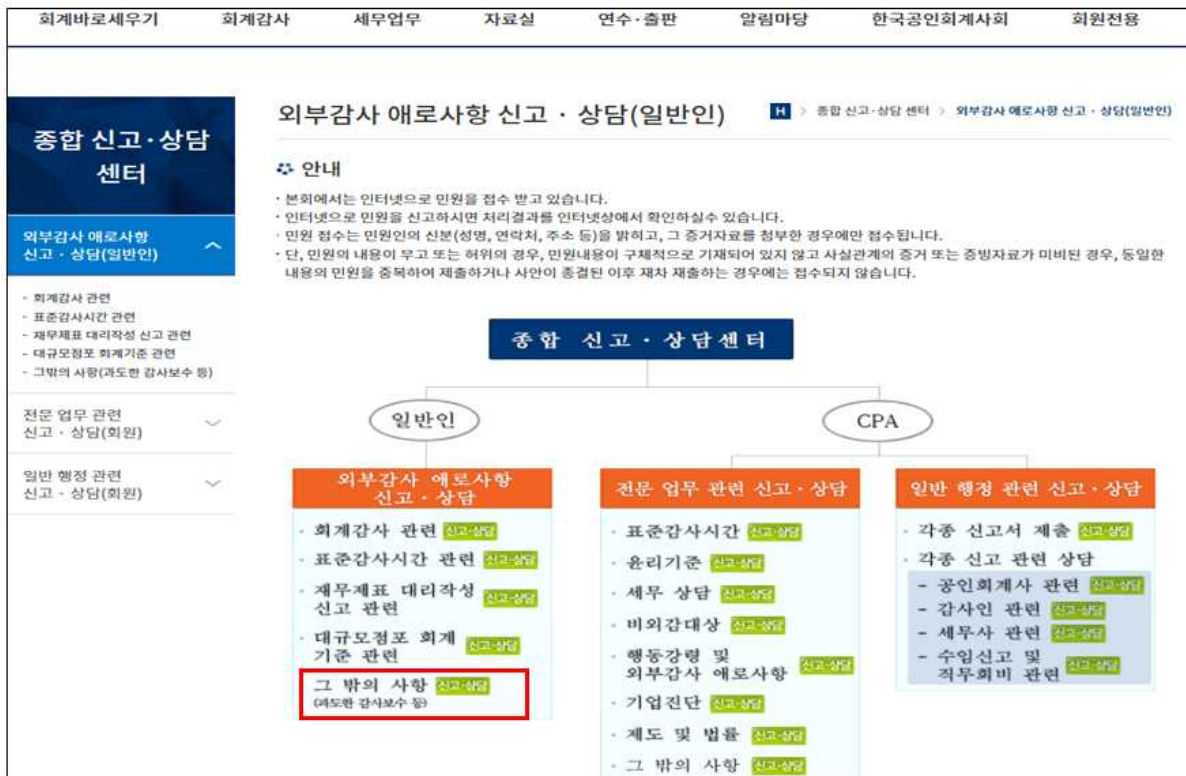 회계바로세우기 회계감사 세무업무 자료실 연수·출판 알림마당 한국공인회계사회 회원전용
종합 신고·상담
센터
외부감사 애로사항
신고 · 상담(일반인)
- 회계감사 관련
- 표준감사시간 관련
- 재무제표 대리작성 신고 관련
- 대규모점포 회계기준 관련
- 그밖의 사항(과도한 감사보수 등)
전문 업무 관련
신고 · 상담(회원)
일반 행정 관련
신고 · 상담(회원)
외부감사 애로사항 신고 · 상담(일반인)
H > 종합 신고·상담 센터 > 외부감사 애로사항 신고 · 상담(일반인)
안내
· 본회에서는 인터넷으로 민원을 접수 받고 있습니다.
· 인터넷으로 민원을 신고하시면 처리결과를 인터넷상에서 확인하실수 있습니다.
· 민원 접수는 민원인의 신분(성명, 연락처, 주소 등)을 밝히고, 그 증거자료를 첨부한 경우에만 접수됩니다.
· 단, 민원의 내용이 무고 또는 허위의 경우, 민원내용이 구체적으로 기재되어 있지 않고 사실관계의 증거 또는 증빙자료가 미비된 경우, 동일한
내용의 민원을 중복하여 제출하거나 사안이 종결된 이후 재차 재출하는 경우에는 접수되지 않습니다.
종합 신고 · 상담센터
일반인
CPA
외부감사 애로사항
신고 · 상담
· 회계감사 관련 신고·상담
· 표준감사시간 관련 신고·상담
· 재무제표 대리작성
신고 관련 신고·상담
· 대규모점포 회계
기준 관련 신고·상담
그 밖의 사항 신고·상담
(과도한 감사보수 등)
전문 업무 관련 신고 · 상담
· 표준감사시간 신고·상담
· 윤리기준 신고·상담
· 세무 상담 신고·상담
· 비외감대상 신고·상담
· 행동강령 및
외부감사 애로사항 신고·상담
· 기업진단 신고·상담
· 제도 및 법률 신고·상담
· 그 밖의 사항 신고·상담
일반 행정 관련 신고 · 상담
· 각종 신고서 제출 신고·상담
· 각종 신고 관련 상담
- 공인회계사 관련 신고·상담
- 감사인 관련 신고·상담
- 세무사 관련 신고·상담
- 수임신고 및
직무회비 관련 신고·상담